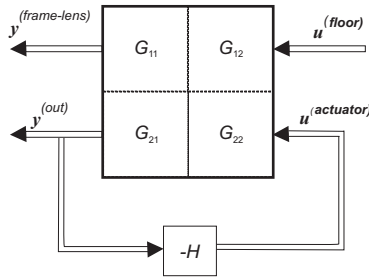 y(frame-lens) G11 G12 u(floor)
y(out) G21 G22 u(actuator)
-H